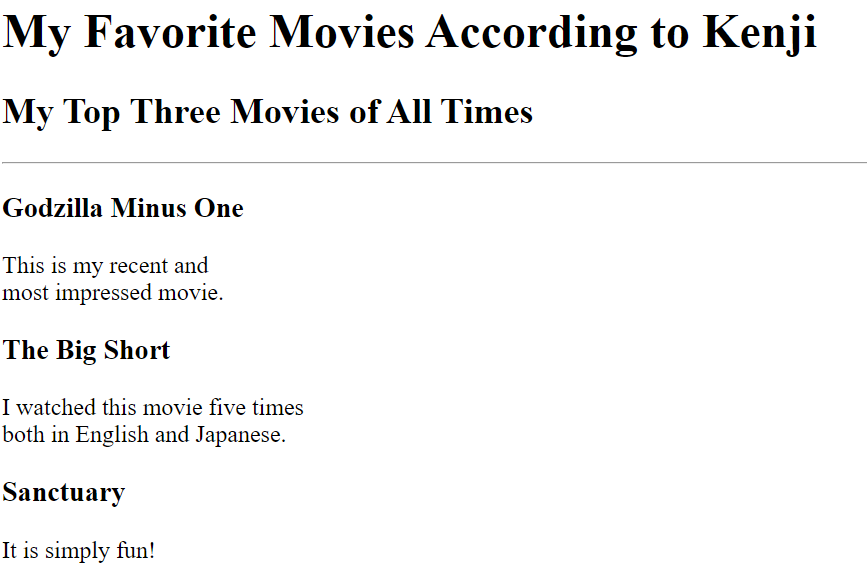 My Favorite Movies According to Kenji
My Top Three Movies of All Times
Godzilla Minus One
This is my recent and
most impressed movie.
The Big Short
I watched this movie five times
both in English and Japanese.
Sanctuary
It is simply fun!